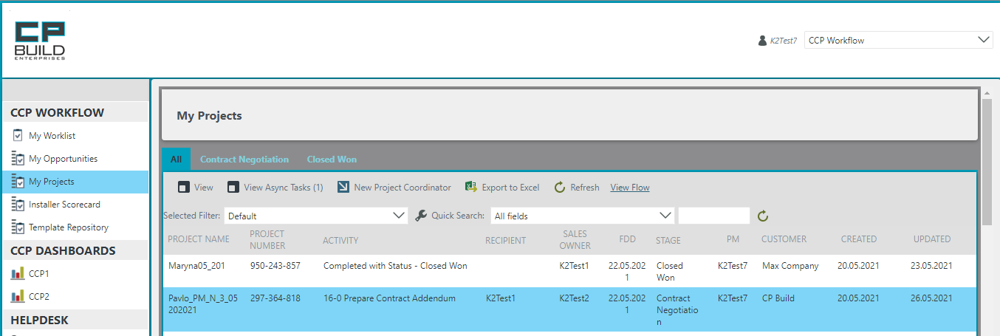 CP
BUILD
ENTERPRISES
K2Test7 CCP Workflow
CCP WORKFLOW
My Worklist
My Opportunities
My Projects
Installer Scorecard
Template Repository
CCP DASHBOARDS
CCP1
CCP2
HELPDESK
My Projects
All Contract Negotiation Closed Won
View View Async Tasks (1) New Project Coordinator Export to Excel Refresh View Flow
Selected Filter: Default Quick Search: All fields
PROJECT NAME PROJECT NUMBER ACTIVITY RECIPIENT SALES OWNER FDD STAGE PM CUSTOMER CREATED UPDATED
Maryna05_201 950-243-857 Completed with Status - Closed Won K2Test1 22.05.2021 Closed Won K2Test7 Max Company 20.05.2021 23.05.2021
Pavlo_PM_N_3_05202021 297-364-818 16-0 Prepare Contract Addendum K2Test1 K2Test2 22.05.2021 Contract Negotiation K2Test7 CP Build 20.05.2021 26.05.2021